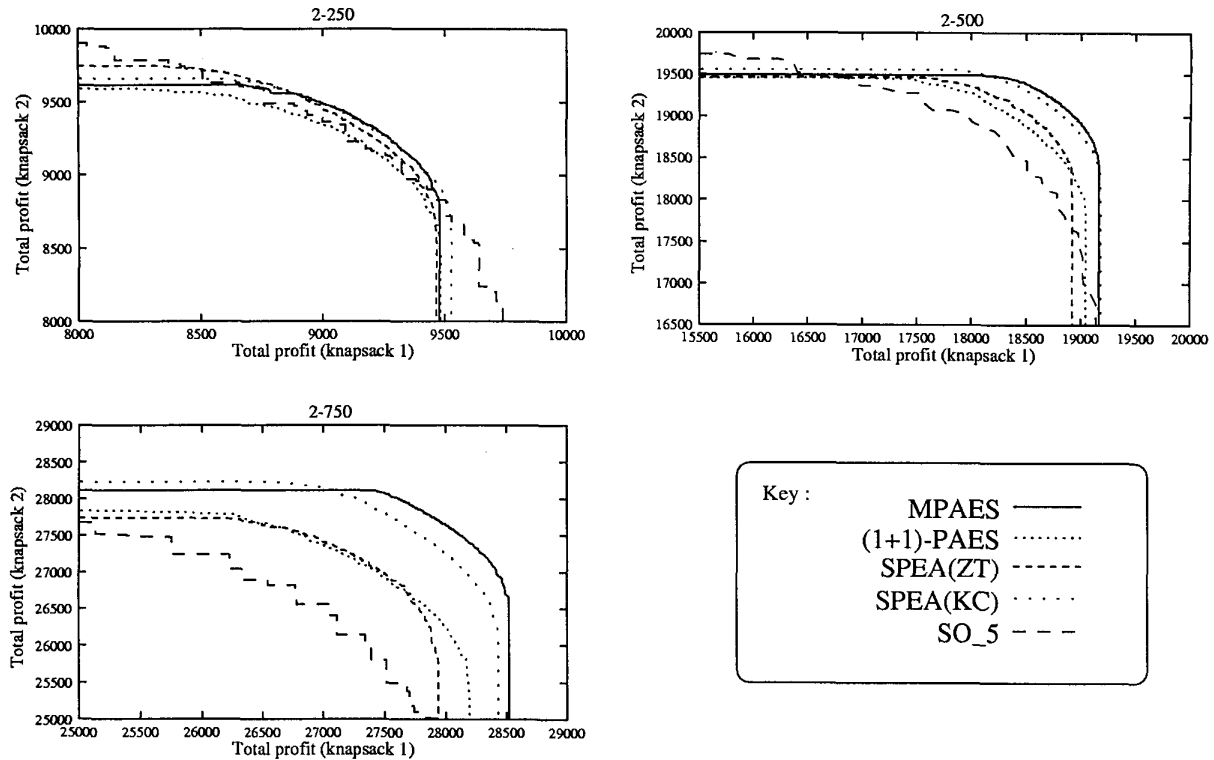 2-250
10000
9500
9000
8500
8000
Total profit (knapsack 2)
8000 8500 9000 9500 10000
Total profit (knapsack 1)
2-500
20000
19500
19000
18500
18000
17500
17000
16500
Total profit (knapsack 2)
15500 16000 16500 17000 17500 18000 18500 19000 19500 20000
Total profit (knapsack 1)
2-750
29000
28500
28000
27500
27000
26500
26000
25500
25000
Total profit (knapsack 2)
25000 25500 26000 26500 27000 27500 28000 28500 29000
Total profit (knapsack 1)
Key :
MPAES
(1+1)-PAES
SPEA(ZT)
SPEA(KC)
SO_5